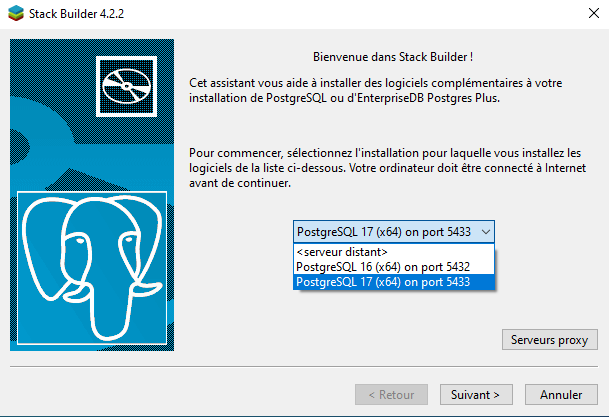 Stack Builder 4.2.2
Bienvenue dans Stack Builder !
Cet assistant vous aide à installer des logiciels complémentaires à votre
installation de PostgreSQL ou d'EnterpriseDB Postgres Plus.
Pour commencer, sélectionnez l'installation pour laquelle vous installez les
logiciels de la liste ci-dessous. Votre ordinateur doit être connecté à Internet
avant de continuer.
PostgreSQL 17 (x64) on port 5433
<serveur distant>
PostgreSQL 16 (x64) on port 5432
PostgreSQL 17 (x64) on port 5433
Serveurs proxy
< Retour
Suivant >
Annuler